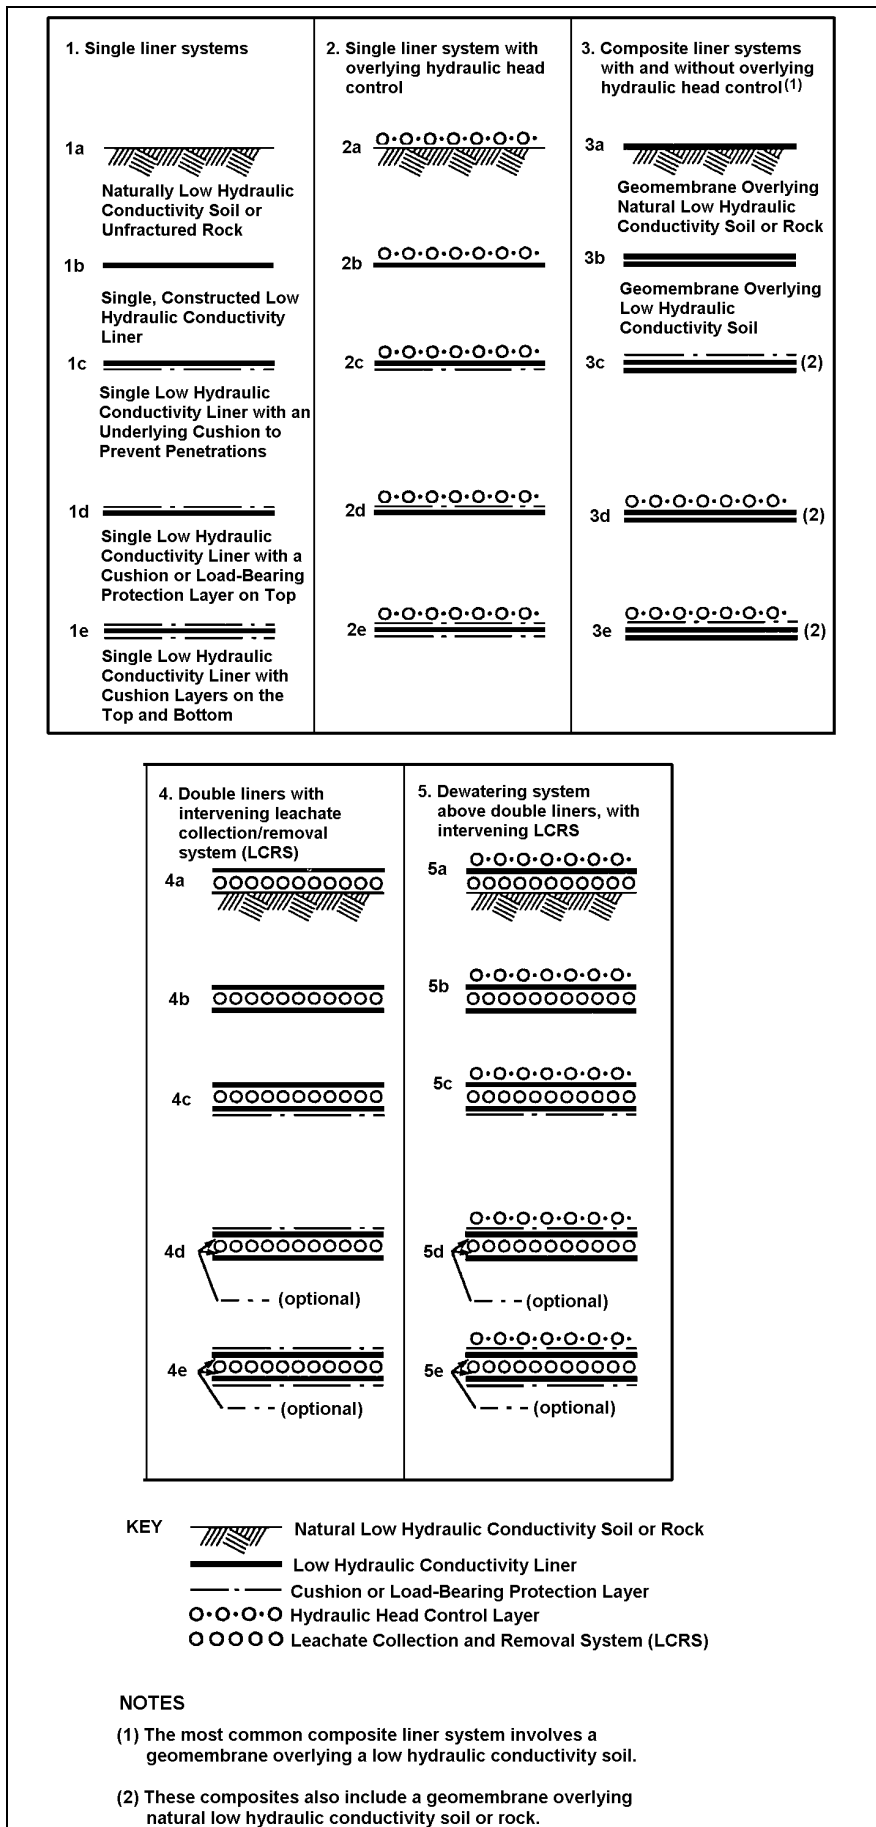 1. Single liner systems
1a
Naturally Low Hydraulic
Conductivity Soil or
Unfractured Rock
1b
Single, Constructed Low
Hydraulic Conductivity
Liner
1c
Single Low Hydraulic
Conductivity Liner with an
Underlying Cushion to
Prevent Penetrations
1d
Single Low Hydraulic
Conductivity Liner with a
Cushion or Load-Bearing
Protection Layer on Top
1e
Single Low Hydraulic
Conductivity Liner with
Cushion Layers on the
Top and Bottom
2. Single liner system with
overlying hydraulic head
control
2a
2b
2c
2d
2e
3. Composite liner systems
with and without overlying
hydraulic head control(1)
3a
Geomembrane Overlying
Natural Low Hydraulic
Conductivity Soil or Rock
3b
Geomembrane Overlying
Low Hydraulic
Conductivity Soil
3c (2)
3d (2)
3e (2)
4. Double liners with
intervening leachate
collection/removal
system (LCRS)
4a
4b
4c
4d
(optional)
4e
(optional)
5. Dewatering system
above double liners, with
intervening LCRS
5a
5b
5c
5d
(optional)
5e
(optional)
KEY
Natural Low Hydraulic Conductivity Soil or Rock
Low Hydraulic Conductivity Liner
Cushion or Load-Bearing Protection Layer
Hydraulic Head Control Layer
Leachate Collection and Removal System (LCRS)
NOTES
(1) The most common composite liner system involves a
geomembrane overlying a low hydraulic conductivity soil.
(2) These composites also include a geomembrane overlying
natural low hydraulic conductivity soil or rock.